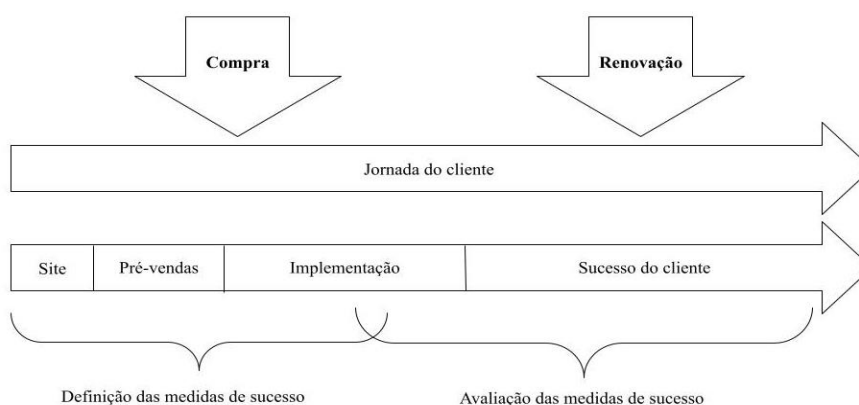 Compra
Renovação
Jornada do cliente
Site
Pré-vendas
Implementação
Sucesso do cliente
Definição das medidas de sucesso
Avaliação das medidas de sucesso